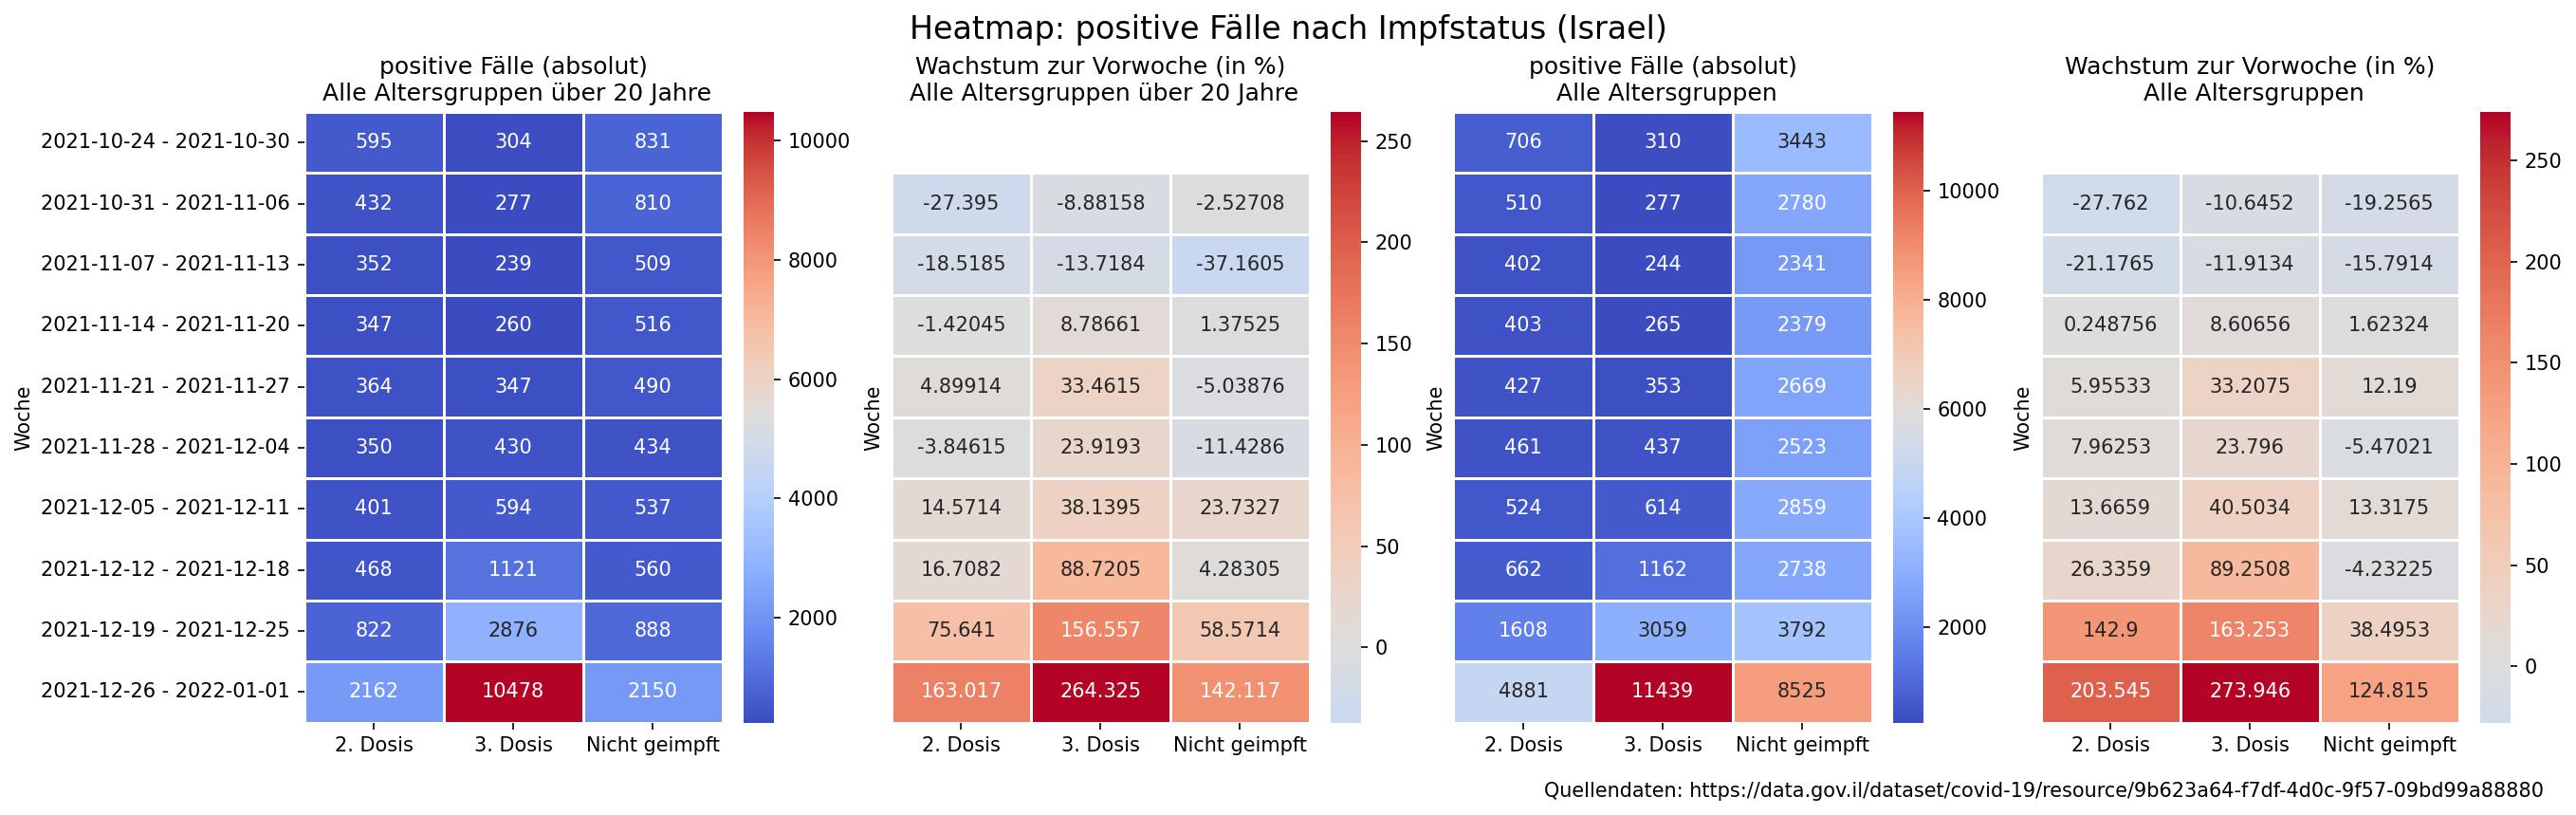 Heatmap: positive Fälle nach Impfstatus (Israel)
positive Fälle (absolut)
Alle Altersgruppen über 20 Jahre
Woche
2021-10-24 - 2021-10-30 595 304 831
2021-10-31 - 2021-11-06 432 277 810
2021-11-07 - 2021-11-13 352 239 509
2021-11-14 - 2021-11-20 347 260 516
2021-11-21 - 2021-11-27 364 347 490
2021-11-28 - 2021-12-04 350 430 434
2021-12-05 - 2021-12-11 401 594 537
2021-12-12 - 2021-12-18 468 1121 560
2021-12-19 - 2021-12-25 822 2876 888
2021-12-26 - 2022-01-01 2162 10478 2150
2. Dosis 3. Dosis Nicht geimpft
10000
8000
6000
4000
2000
Wachstum zur Vorwoche (in %)
Alle Altersgruppen über 20 Jahre
Woche
-27.395 -8.88158 -2.52708
-18.5185 -13.7184 -37.1605
-1.42045 8.78661 1.37525
4.89914 33.4615 -5.03876
-3.84615 23.9193 -11.4286
14.5714 38.1395 23.7327
16.7082 88.7205 4.28305
75.641 156.557 58.5714
163.017 264.325 142.117
2. Dosis 3. Dosis Nicht geimpft
250
200
150
100
50
0
positive Fälle (absolut)
Alle Altersgruppen
Woche
706 310 3443
510 277 2780
402 244 2341
403 265 2379
427 353 2669
461 437 2523
524 614 2859
662 1162 2738
1608 3059 3792
4881 11439 8525
2. Dosis 3. Dosis Nicht geimpft
10000
8000
6000
4000
2000
Wachstum zur Vorwoche (in %)
Alle Altersgruppen
Woche
-27.762 -10.6452 -19.2565
-21.1765 -11.9134 -15.7914
0.248756 8.60656 1.62324
5.95533 33.2075 12.19
7.96253 23.796 -5.47021
13.6659 40.5034 13.3175
26.3359 89.2508 -4.23225
142.9 163.253 38.4953
203.545 273.946 124.815
2. Dosis 3. Dosis Nicht geimpft
250
200
150
100
50
0
Quellendaten: https://data.gov.il/dataset/covid-19/resource/9b623a64-f7df-4d0c-9f57-09bd99a88880